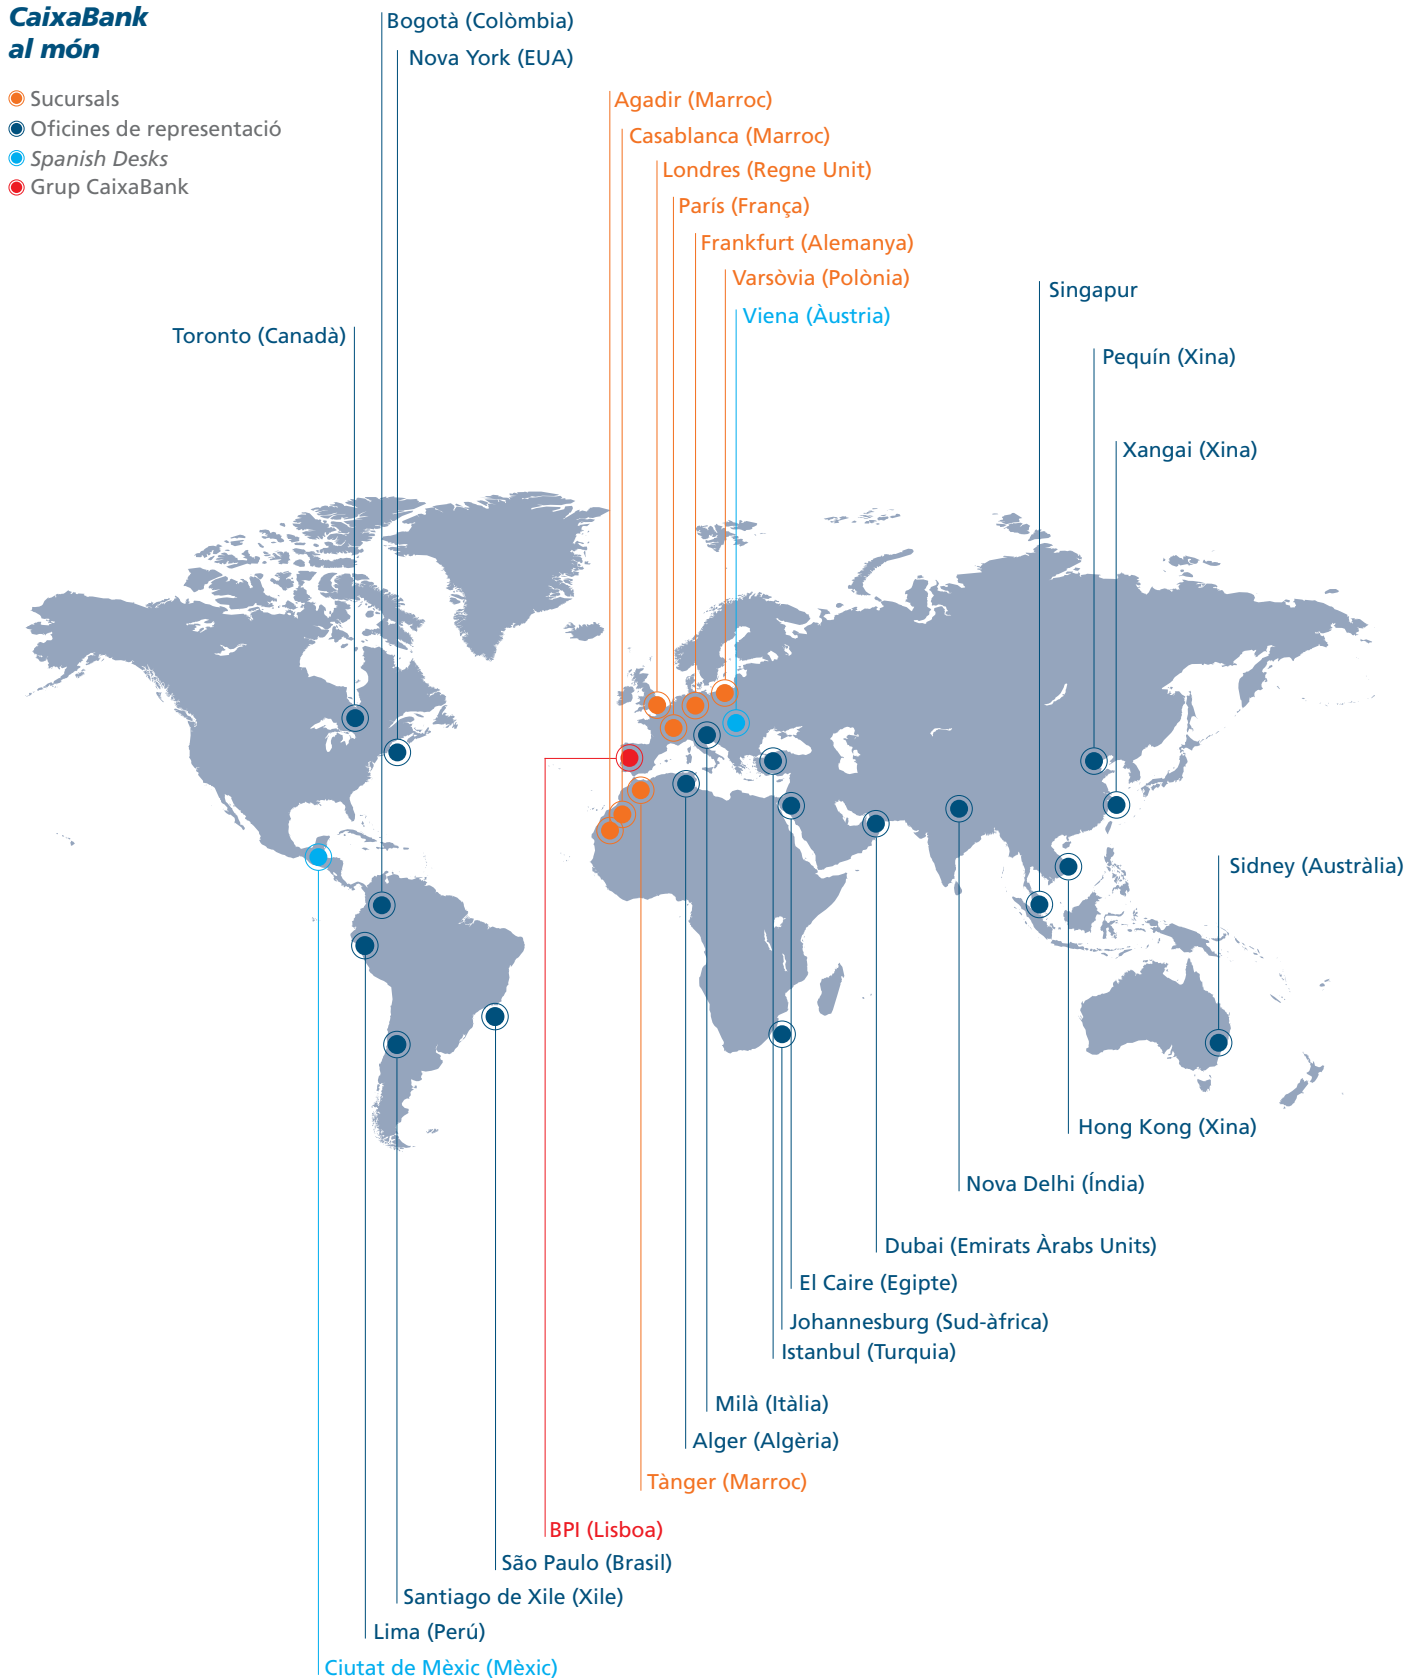 CaixaBank
al món
Sucursals
Oficines de representació
Spanish Desks
Grup CaixaBank
Bogotà (Colòmbia)
Nova York (EUA)
Agadir (Marroc)
Casablanca (Marroc)
Londres (Regne Unit)
París (França)
Frankfurt (Alemanya)
Varsòvia (Polònia)
Singapur
Viena (Àustria)
Toronto (Canadà)
Pequín (Xina)
Xangai (Xina)
Sidney (Austràlia)
Hong Kong (Xina)
Nova Delhi (Índia)
Dubai (Emirats Àrabs Units)
El Caire (Egipte)
Johannesburg (Sud-àfrica)
Istanbul (Turquia)
Milà (Itàlia)
Alger (Algèria)
Tànger (Marroc)
BPI (Lisboa)
São Paulo (Brasil)
Santiago de Xile (Xile)
Lima (Perú)
Ciutat de Mèxic (Mèxic)